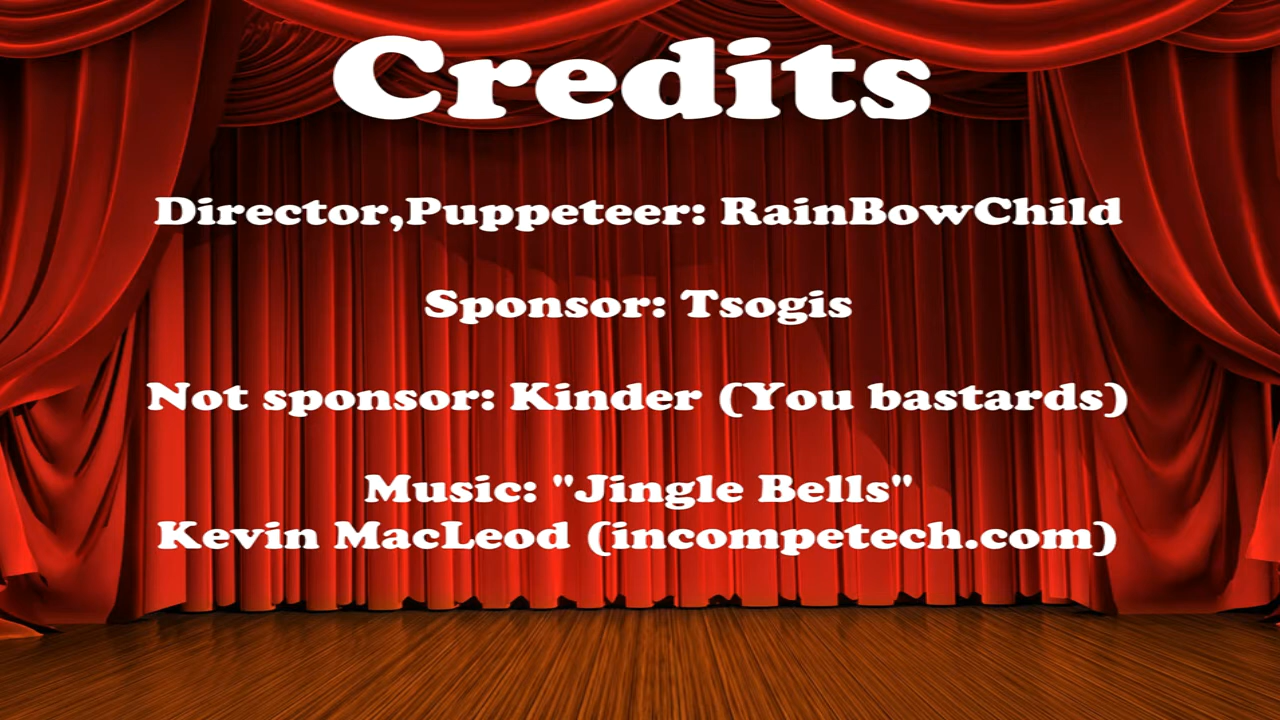 Credits
Director,Puppeteer: RainBowChild
Sponsor: Tsogis
Not sponsor: Kinder (You bastards)
Music: "Jingle Bells"
Kevin MacLeod (incompetech.com)